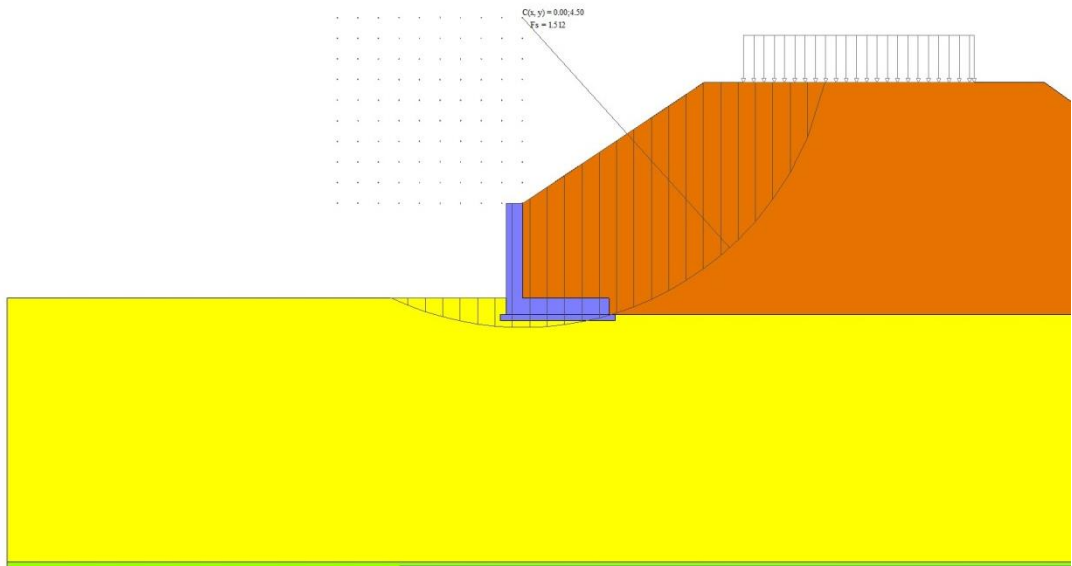 C(x, y) = 0.00;4.50
Fs = 1.512